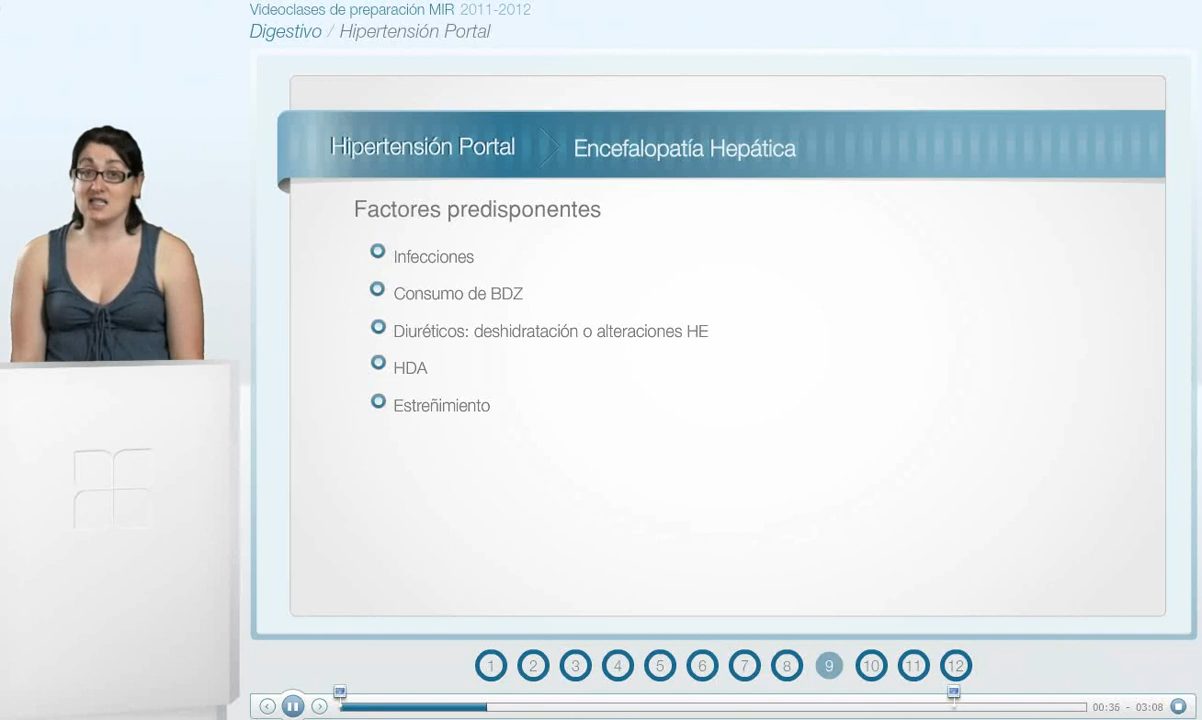 Videoclases de preparación MIR 2011-2012
Digestivo / Hipertensión Portal
Hipertensión Portal Encefalopatía Hepática
Factores predisponentes
Infecciones
Consumo de BDZ
Diuréticos: deshidratación o alteraciones HE
HDA
Estreñimiento
1 2 3 4 5 6 7 8 9 10 11 12
00:36 - 03:08